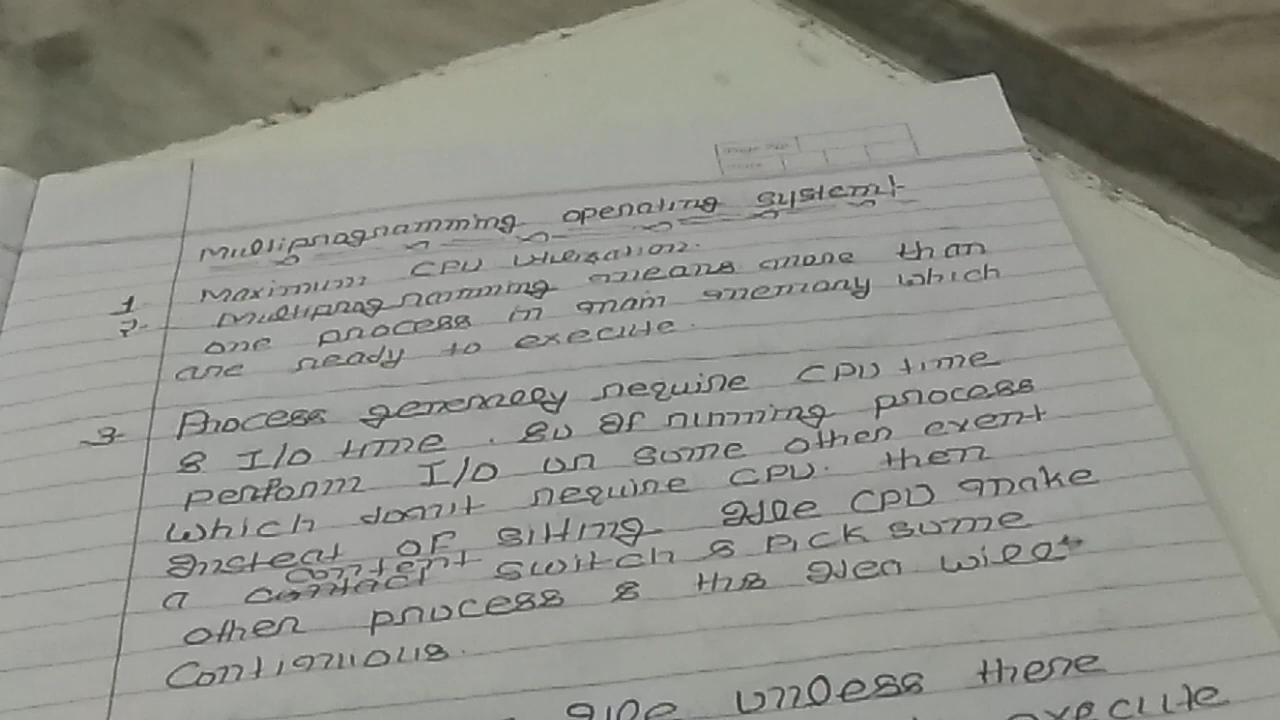 Multiprogramming operating system:-
1 Maximum CPU utilization.
2. Multiprogramming means more than
one process in main memory which
are ready to execute.
3 Process generally require CPU time
& I/O time. So if running process
perform I/O or some other event
which don't require CPU. then
Insteat of sitting Idle CPU make
context
a switch & Pick some
other process & this Idea will
Continuous.
Idle unless there
execute